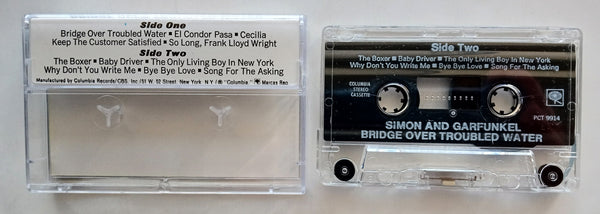 Side One
Bridge Over Troubled Water ■ El Condor Pasa ■ Cecilia
Keep The Customer Satisfied ■ So Long, Frank Lloyd Wright
Side Two
The Boxer ■ Baby Driver ■ The Only Living Boy In New York
Why Don't You Write Me ■ Bye Bye Love ■ Song For The Asking
Manufactured by Columbia Records/CBS Inc./51 W. 52 Street New York, N.Y./® "Columbia," Marcas Reg.
Side Two
The Boxer ■ Baby Driver ■ The Only Living Boy In New York
Why Don't You Write Me ■ Bye Bye Love ■ Song For The Asking
COLUMBIA
STEREO
CASSETTE
PCT 9914
SIMON AND GARFUNKEL
BRIDGE OVER TROUBLED WATER